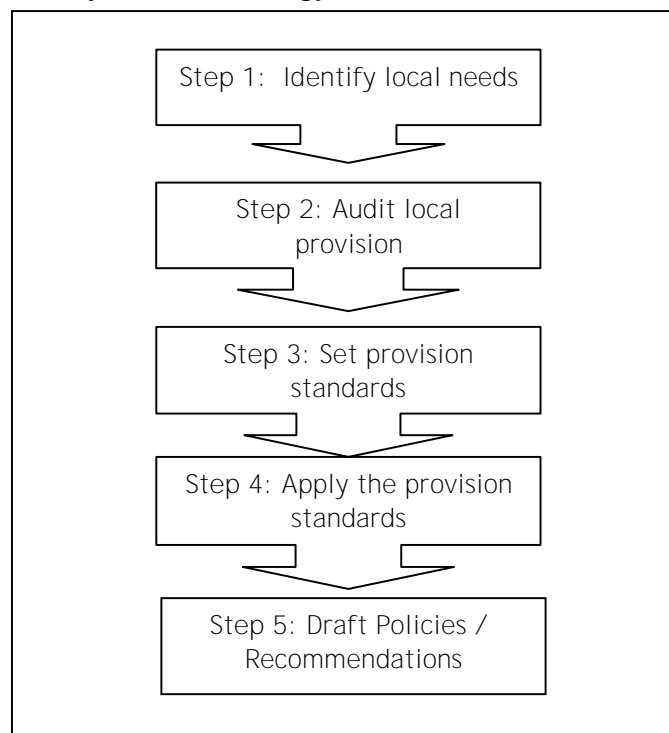 Step 1: Identify local needs
Step 2: Audit local
provision
Step 3: Set provision
standards
Step 4: Apply the provision
standards
Step 5: Draft Policies /
Recommendations